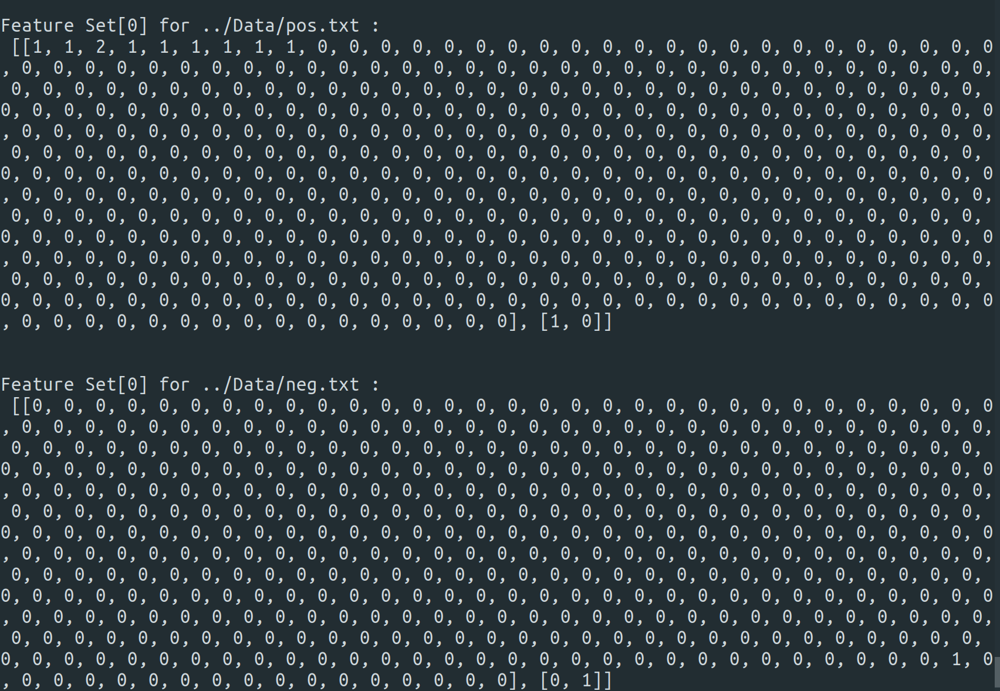 Feature Set[0] for ../Data/pos.txt :
[[1, 1, 2, 1, 1, 1, 1, 1, 1, 0, 0, 0, 0, 0, 0, 0, 0, 0, 0, 0, 0, 0, 0, 0, 0, 0, 0, 0, 0, 0, 0
, 0, 0, 0, 0, 0, 0, 0, 0, 0, 0, 0, 0, 0, 0, 0, 0, 0, 0, 0, 0, 0, 0, 0, 0, 0, 0, 0, 0, 0, 0, 0,
0, 0, 0, 0, 0, 0, 0, 0, 0, 0, 0, 0, 0, 0, 0, 0, 0, 0, 0, 0, 0, 0, 0, 0, 0, 0, 0, 0, 0, 0, 0,
0, 0, 0, 0, 0, 0, 0, 0, 0, 0, 0, 0, 0, 0, 0, 0, 0, 0, 0, 0, 0, 0, 0, 0, 0, 0, 0, 0, 0, 0, 0, 0
, 0, 0, 0, 0, 0, 0, 0, 0, 0, 0, 0, 0, 0, 0, 0, 0, 0, 0, 0, 0, 0, 0, 0, 0, 0, 0, 0, 0, 0, 0, 0,
0, 0, 0, 0, 0, 0, 0, 0, 0, 0, 0, 0, 0, 0, 0, 0, 0, 0, 0, 0, 0, 0, 0, 0, 0, 0, 0, 0, 0, 0, 0,
0, 0, 0, 0, 0, 0, 0, 0, 0, 0, 0, 0, 0, 0, 0, 0, 0, 0, 0, 0, 0, 0, 0, 0, 0, 0, 0, 0, 0, 0, 0, 0
, 0, 0, 0, 0, 0, 0, 0, 0, 0, 0, 0, 0, 0, 0, 0, 0, 0, 0, 0, 0, 0, 0, 0, 0, 0, 0, 0, 0, 0, 0, 0,
0, 0, 0, 0, 0, 0, 0, 0, 0, 0, 0, 0, 0, 0, 0, 0, 0, 0, 0, 0, 0, 0, 0, 0, 0, 0, 0, 0, 0, 0, 0,
0, 0, 0, 0, 0, 0, 0, 0, 0, 0, 0, 0, 0, 0, 0, 0, 0, 0, 0, 0, 0, 0, 0, 0, 0, 0, 0, 0, 0, 0, 0, 0
, 0, 0, 0, 0, 0, 0, 0, 0, 0, 0, 0, 0, 0, 0, 0, 0, 0, 0, 0, 0, 0, 0, 0, 0, 0, 0, 0, 0, 0, 0, 0,
0, 0, 0, 0, 0, 0, 0, 0, 0, 0, 0, 0, 0, 0, 0, 0, 0, 0, 0, 0, 0, 0, 0, 0, 0, 0, 0, 0, 0, 0, 0,
0, 0, 0, 0, 0, 0, 0, 0, 0, 0, 0, 0, 0, 0, 0, 0, 0, 0, 0, 0, 0, 0, 0, 0, 0, 0, 0, 0, 0, 0, 0, 0
, 0, 0, 0, 0, 0, 0, 0, 0, 0, 0, 0, 0, 0, 0, 0, 0], [1, 0]]
Feature Set[0] for ../Data/neg.txt :
[[0, 0, 0, 0, 0, 0, 0, 0, 0, 0, 0, 0, 0, 0, 0, 0, 0, 0, 0, 0, 0, 0, 0, 0, 0, 0, 0, 0, 0, 0, 0
, 0, 0, 0, 0, 0, 0, 0, 0, 0, 0, 0, 0, 0, 0, 0, 0, 0, 0, 0, 0, 0, 0, 0, 0, 0, 0, 0, 0, 0, 0, 0,
0, 0, 0, 0, 0, 0, 0, 0, 0, 0, 0, 0, 0, 0, 0, 0, 0, 0, 0, 0, 0, 0, 0, 0, 0, 0, 0, 0, 0, 0, 0,
0, 0, 0, 0, 0, 0, 0, 0, 0, 0, 0, 0, 0, 0, 0, 0, 0, 0, 0, 0, 0, 0, 0, 0, 0, 0, 0, 0, 0, 0, 0, 0
, 0, 0, 0, 0, 0, 0, 0, 0, 0, 0, 0, 0, 0, 0, 0, 0, 0, 0, 0, 0, 0, 0, 0, 0, 0, 0, 0, 0, 0, 0, 0,
0, 0, 0, 0, 0, 0, 0, 0, 0, 0, 0, 0, 0, 0, 0, 0, 0, 0, 0, 0, 0, 0, 0, 0, 0, 0, 0, 0, 0, 0, 0,
0, 0, 0, 0, 0, 0, 0, 0, 0, 0, 0, 0, 0, 0, 0, 0, 0, 0, 0, 0, 0, 0, 0, 0, 0, 0, 0, 0, 0, 0, 0, 0
, 0, 0, 0, 0, 0, 0, 0, 0, 0, 0, 0, 0, 0, 0, 0, 0, 0, 0, 0, 0, 0, 0, 0, 0, 0, 0, 0, 0, 0, 0, 0,
0, 0, 0, 0, 0, 0, 0, 0, 0, 0, 0, 0, 0, 0, 0, 0, 0, 0, 0, 0, 0, 0, 0, 0, 0, 0, 0, 0, 0, 0, 0,
0, 0, 0, 0, 0, 0, 0, 0, 0, 0, 0, 0, 0, 0, 0, 0, 0, 0, 0, 0, 0, 0, 0, 0, 0, 0, 0, 0, 0, 0, 0, 0
, 0, 0, 0, 0, 0, 0, 0, 0, 0, 0, 0, 0, 0, 0, 0, 0, 0, 0, 0, 0, 0, 0, 0, 0, 0, 0, 0, 0, 0, 0, 0,
0, 0, 0, 0, 0, 0, 0, 0, 0, 0, 0, 0, 0, 0, 0, 0, 0, 0, 0, 0, 0, 0, 0, 0, 0, 0, 0, 0, 0, 0, 0,
0, 0, 0, 0, 0, 0, 0, 0, 0, 0, 0, 0, 0, 0, 0, 0, 0, 0, 0, 0, 0, 0, 0, 0, 0, 0, 0, 0, 0, 0, 1, 0
, 0, 0, 0, 0, 0, 0, 0, 0, 0, 0, 0, 0, 0, 0, 0, 0], [0, 1]]